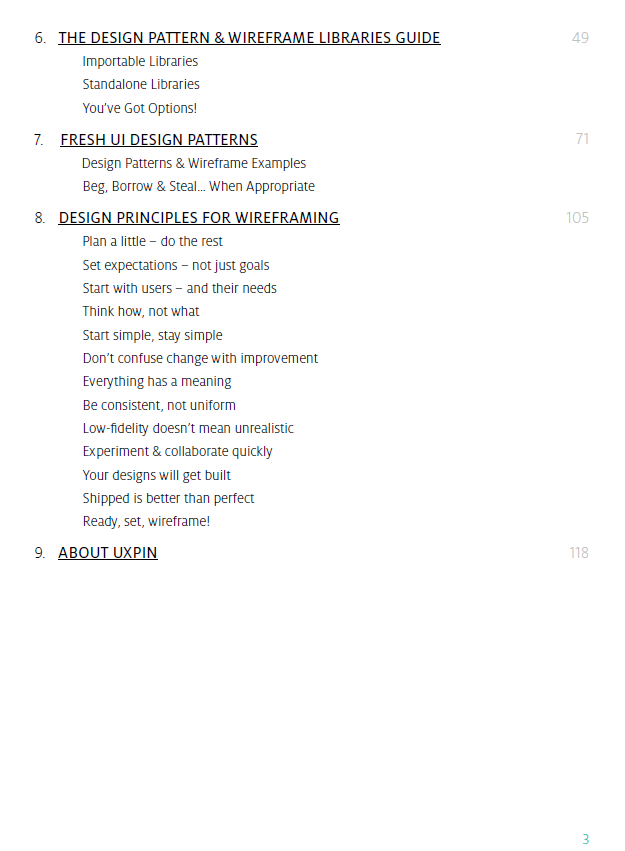 6. THE DESIGN PATTERN & WIREFRAME LIBRARIES GUIDE 49
Importable Libraries
Standalone Libraries
You’ve Got Options!
7. FRESH UI DESIGN PATTERNS 71
Design Patterns & Wireframe Examples
Beg, Borrow & Steal... When Appropriate
8. DESIGN PRINCIPLES FOR WIREFRAMING 105
Plan a little – do the rest
Set expectations – not just goals
Start with users – and their needs
Think how, not what
Start simple, stay simple
Don’t confuse change with improvement
Everything has a meaning
Be consistent, not uniform
Low-fidelity doesn’t mean unrealistic
Experiment & collaborate quickly
Your designs will get built
Shipped is better than perfect
Ready, set, wireframe!
9. ABOUT UXPIN 118
3